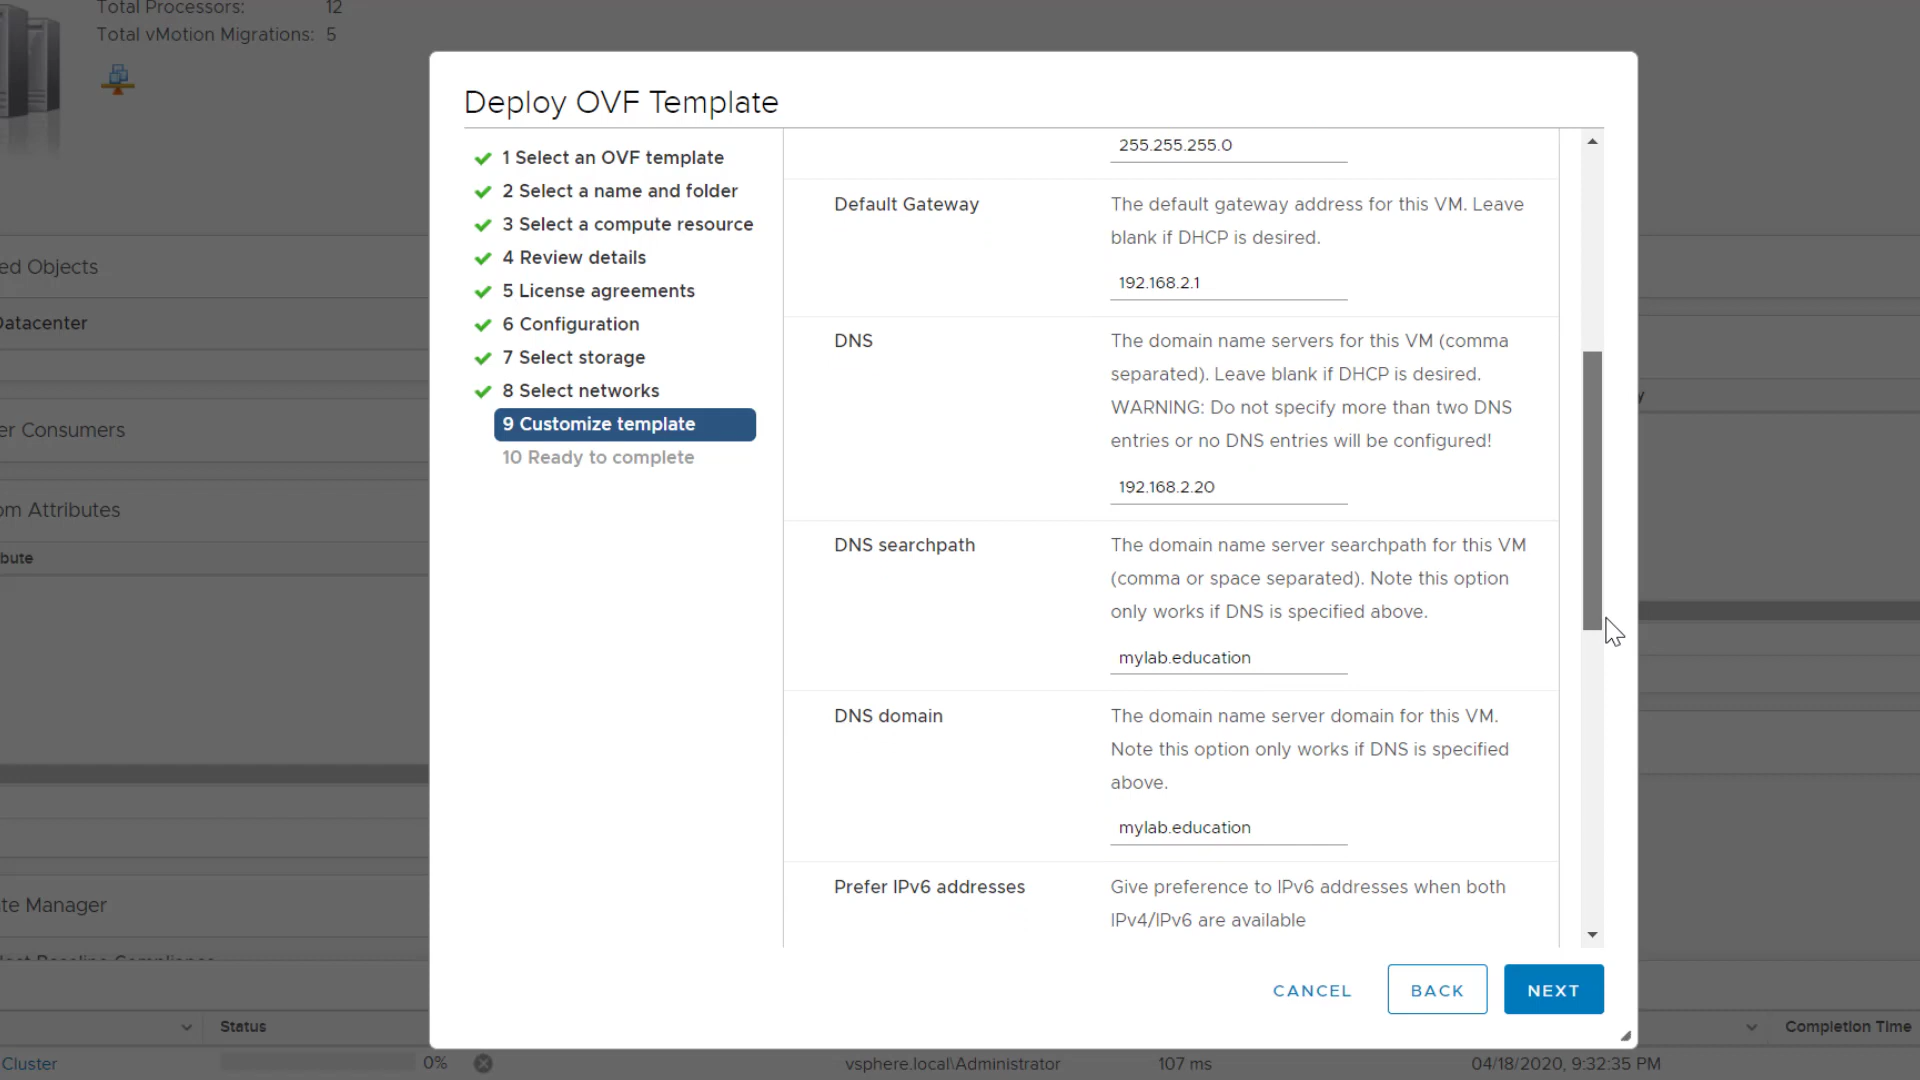 Total Processors: 12
Total vMotion Migrations: 5
Deploy OVF Template
1 Select an OVF template
2 Select a name and folder
3 Select a compute resource
4 Review details
5 License agreements
6 Configuration
7 Select storage
8 Select networks
9 Customize template
10 Ready to complete
255.255.255.0
Default Gateway
The default gateway address for this VM. Leave
blank if DHCP is desired.
192.168.2.1
DNS
The domain name servers for this VM (comma
separated). Leave blank if DHCP is desired.
WARNING: Do not specify more than two DNS
entries or no DNS entries will be configured!
192.168.2.20
DNS searchpath
The domain name server searchpath for this VM
(comma or space separated). Note this option
only works if DNS is specified above.
mylab.education
DNS domain
The domain name server domain for this VM.
Note this option only works if DNS is specified
above.
mylab.education
Prefer IPv6 addresses
Give preference to IPv6 addresses when both
IPv4/IPv6 are available
CANCEL
BACK
NEXT
ed Objects
Datacenter
er Consumers
om Attributes
bute
te Manager
Status
Completion Time
Cluster
0%
vsphere.local\Administrator
107 ms
04/18/2020, 9:32:35 PM